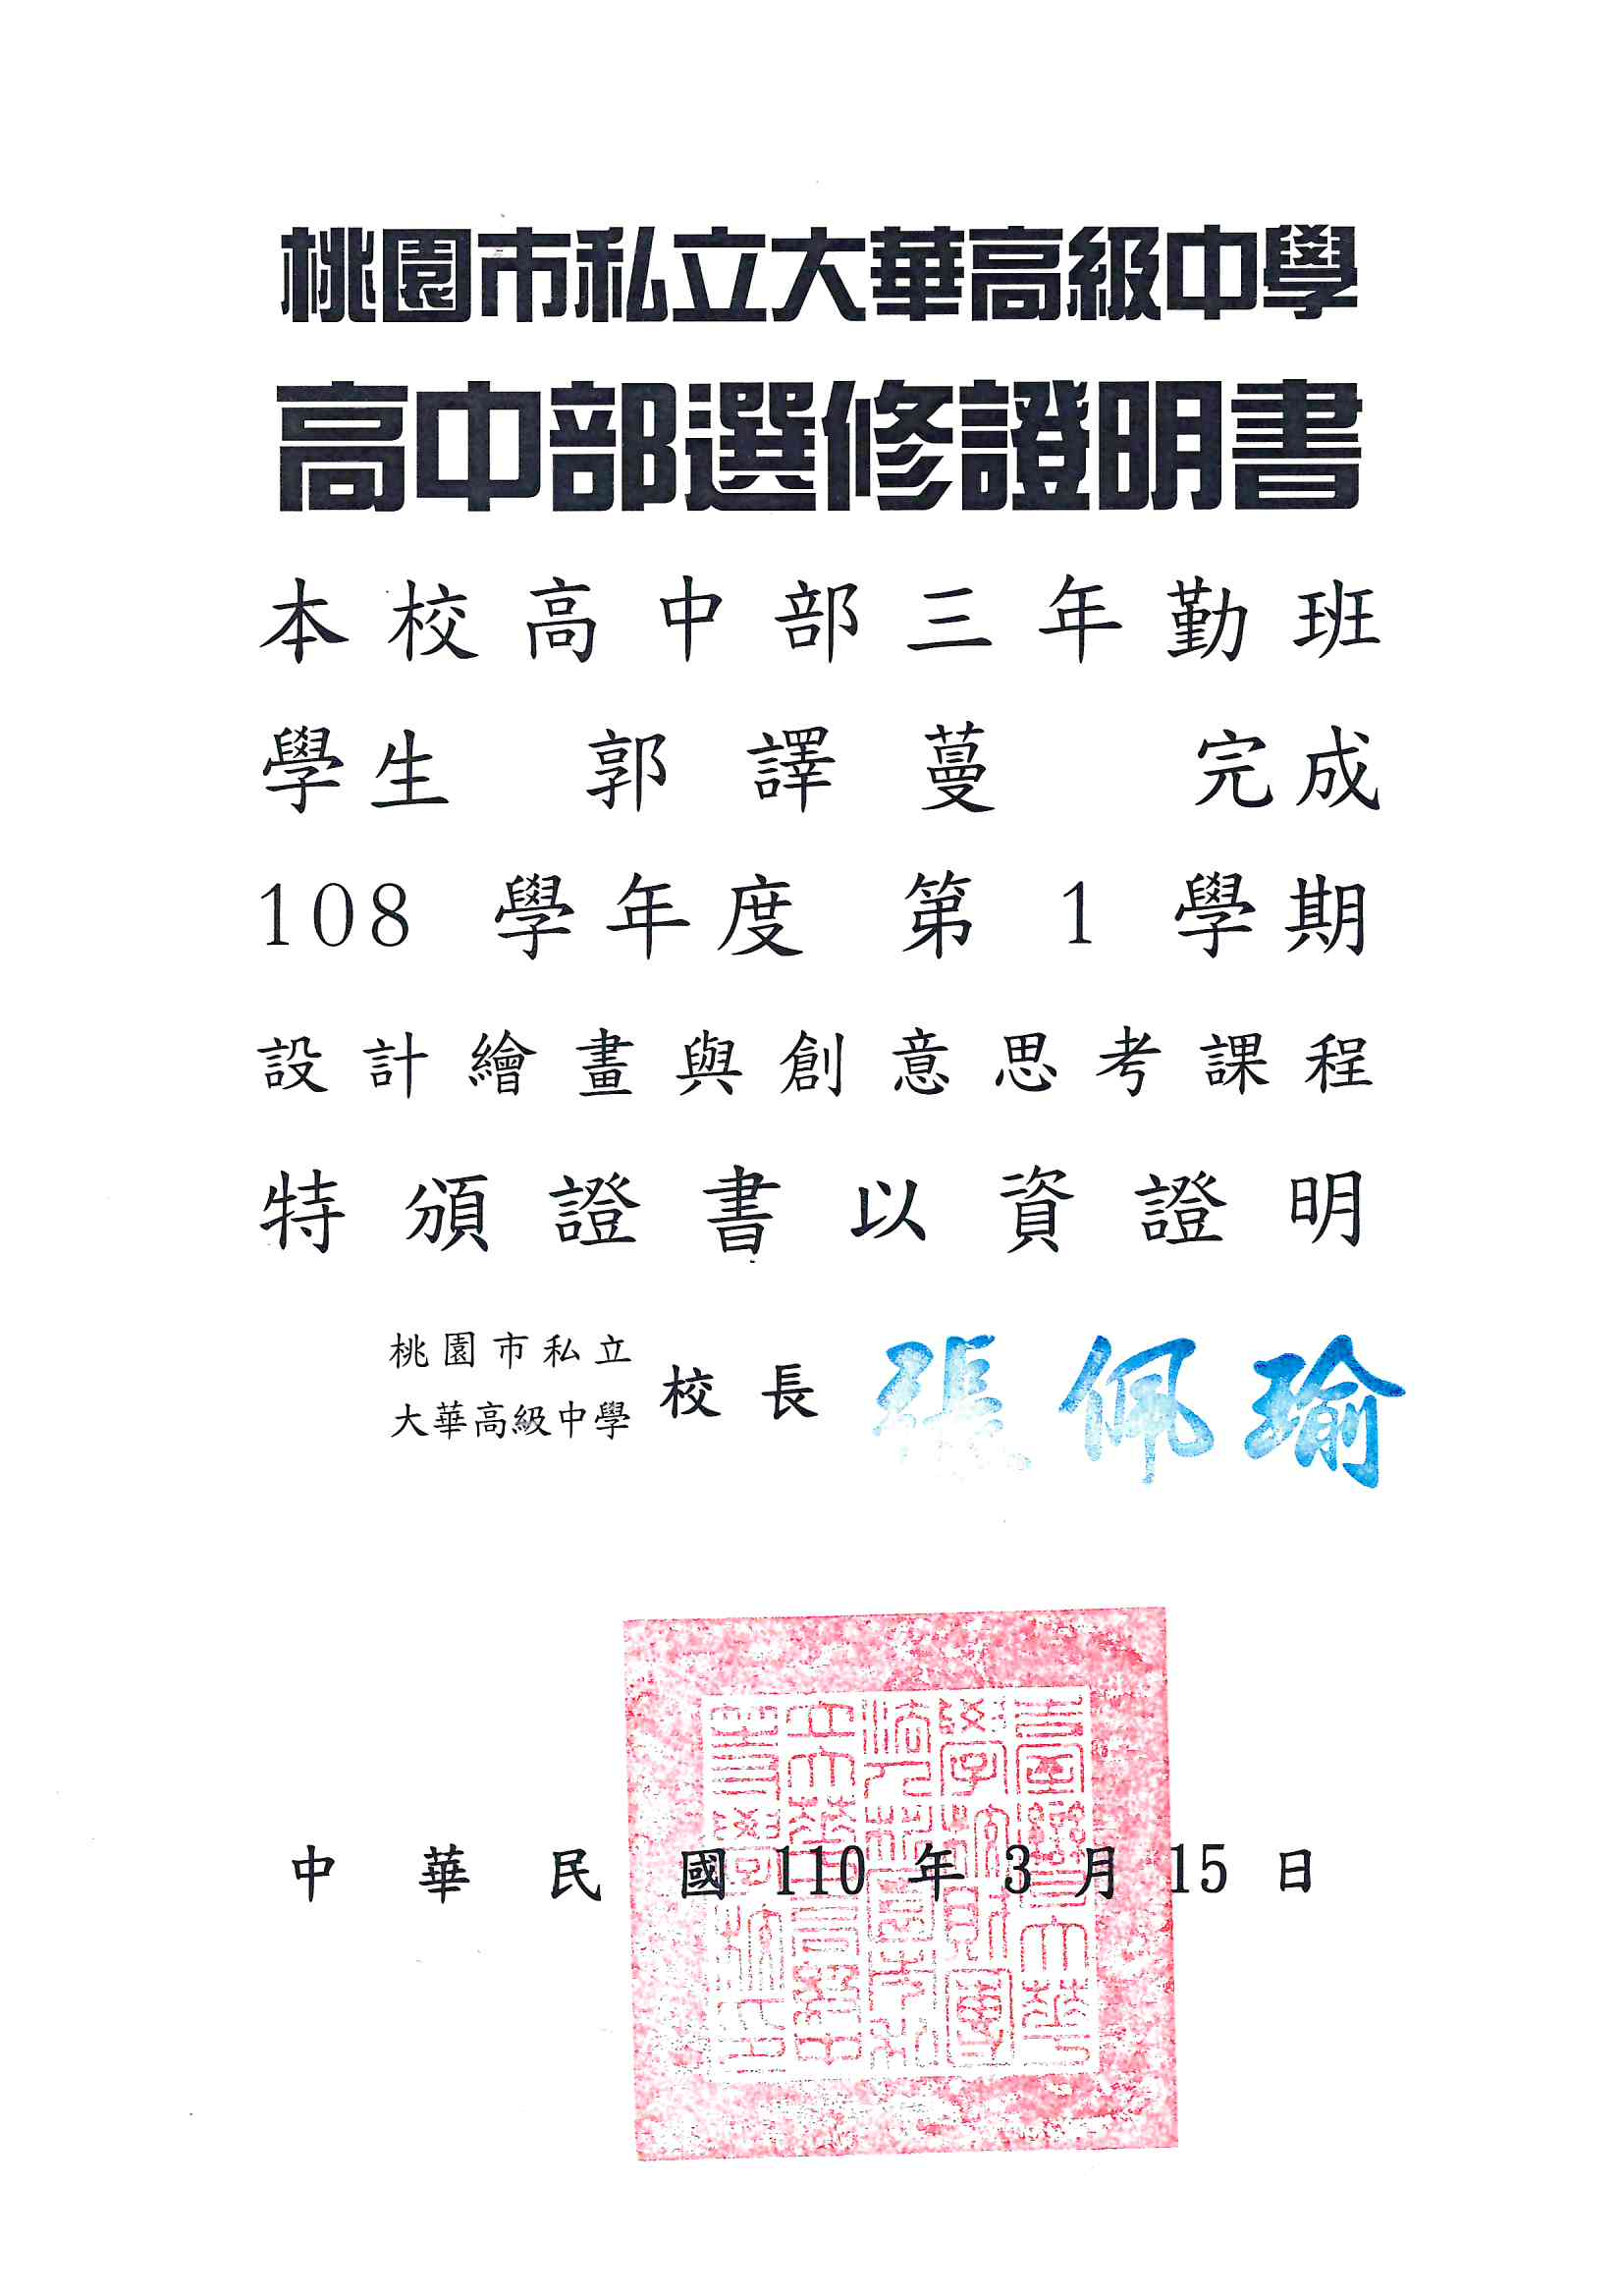 桃園市私立大華高級中學
高中部選修證明書
本校高中部三年勤班
學生 郭譯蔓 完成
108 學年度 第 1 學期
設計繪畫與創意思考課程
特頒證書以資證明
桃園市私立
大華高級中學
校長 張佩瑜
中華民國 110 年 3 月 15 日